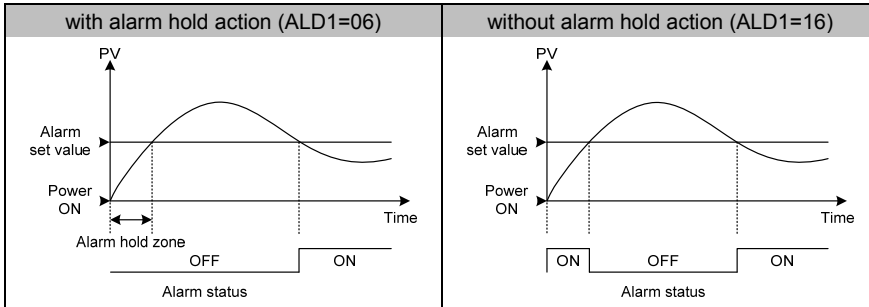 with alarm hold action (ALD1=06)
PV
Alarm
set value
Power
ON
Time
Alarm hold zone
OFF
ON
Alarm status
without alarm hold action (ALD1=16)
PV
Alarm
set value
Power
ON
Time
ON
OFF
ON
Alarm status